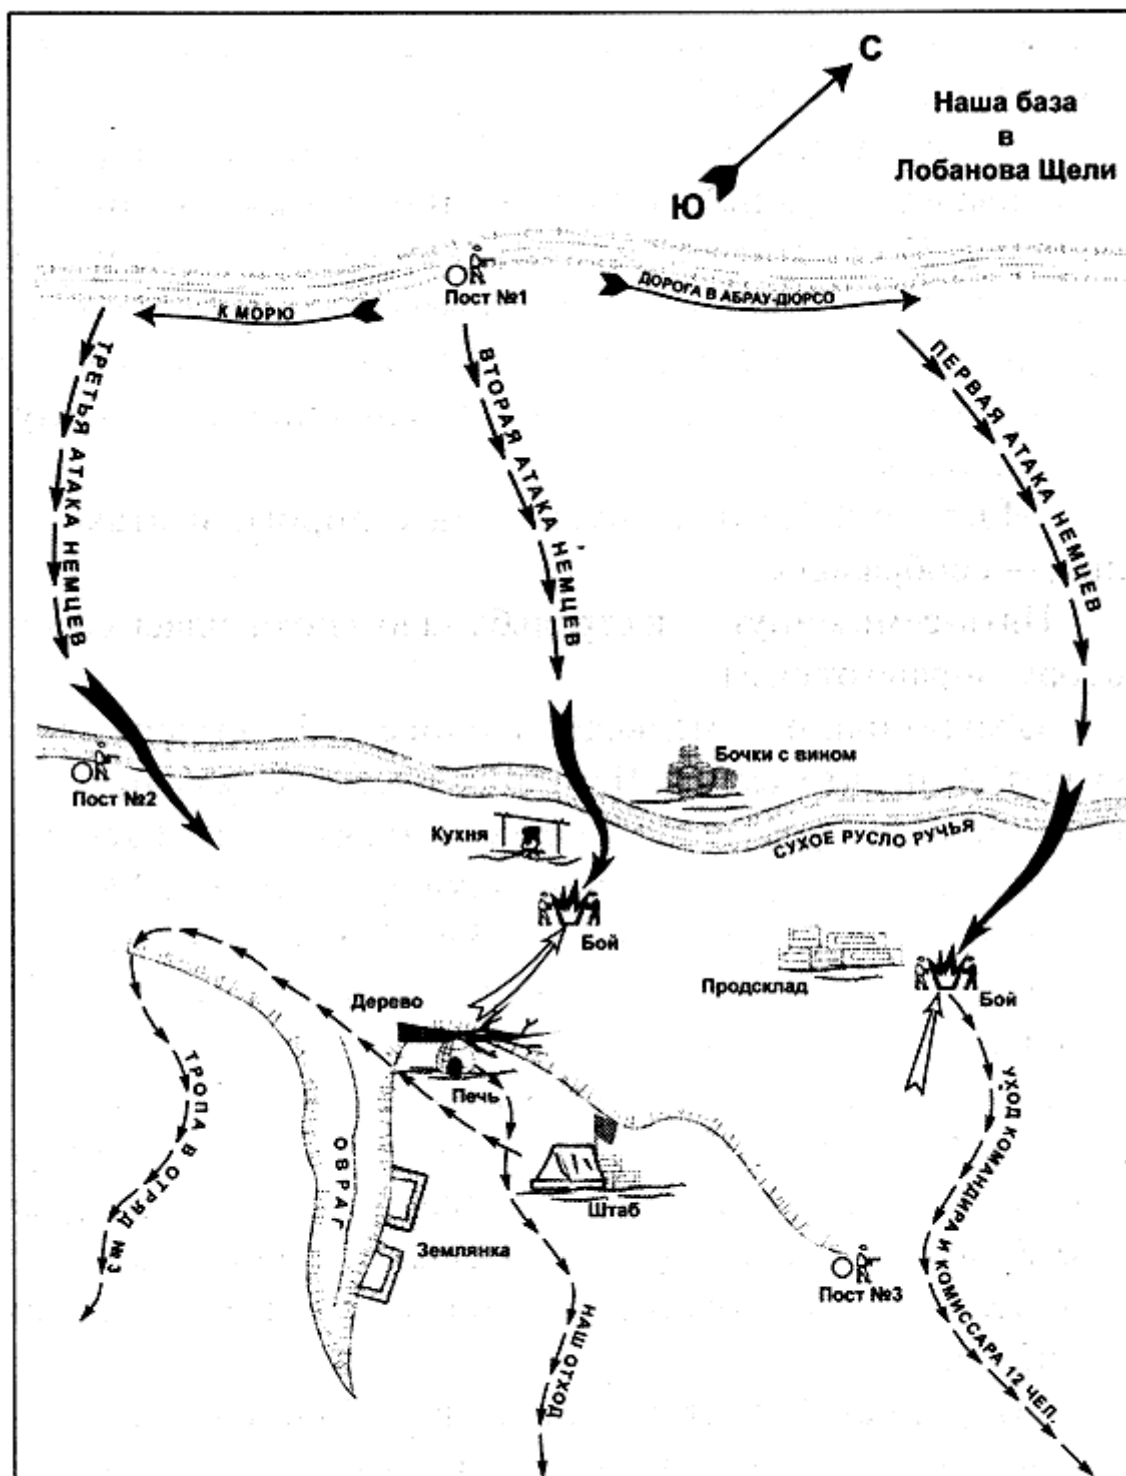 С
Наша база
в
Лобанова Щели
Ю
Пост №1
ДОРОГА В АБРАУ-ДЮРСО
К МОРЮ
ТРЕТЬЯ АТАКА НЕМЦЕВ
ВТОРАЯ АТАКА НЕМЦЕВ
ПЕРВАЯ АТАКА НЕМЦЕВ
Бочки с вином
Пост №2
Кухня
СУХОЕ РУСЛО РУЧЬЯ
Бой
Продсклад
Бой
Дерево
Печь
ТРОПА В ОТРЯД №3
ОВРАГ
Штаб
Землянка
Пост №3
НАШ ОТХОД
УХОД КОМАНДИРА И КОМИССАРА 12 ЧЕЛ.